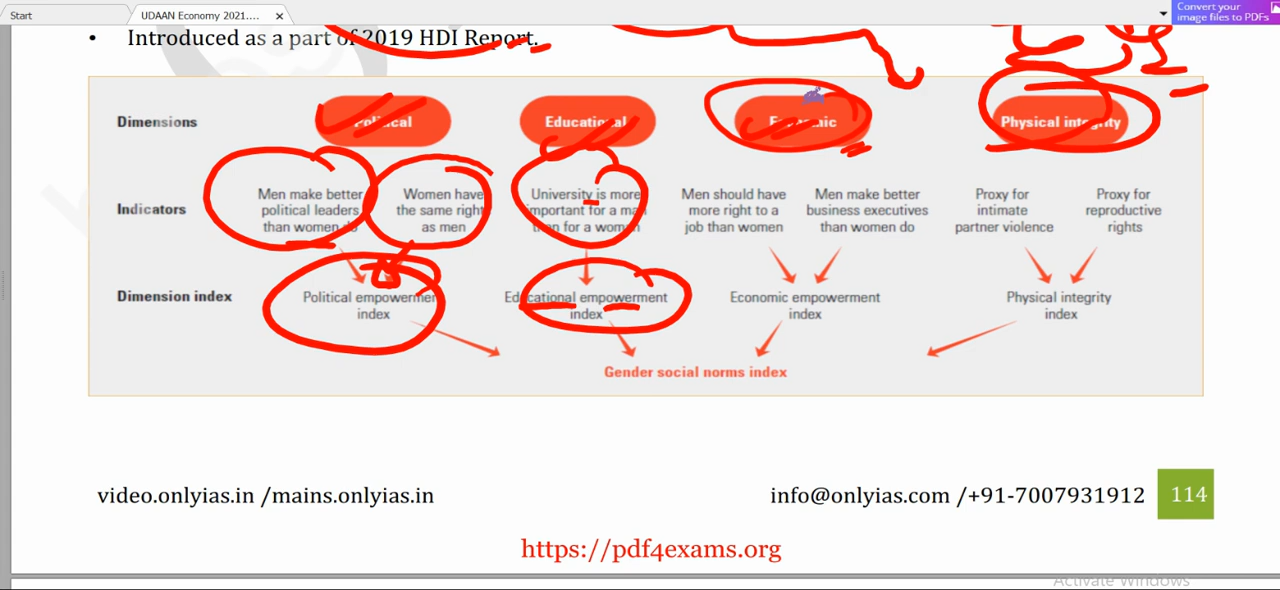 Start
UDAAN Economy 2021....
Convert your
image files to PDFs
• Introduced as a part of 2019 HDI Report.
Dimensions
Political
Educational
Economic
Physical integrity
Indicators
Men make better
political leaders
than women do
Women have
the same right
as men
University is more
important for a man
than for a woman
Men should have
more right to a
job than women
Men make better
business executives
than women do
Proxy for
intimate
partner violence
Proxy for
reproductive
rights
Dimension index
Political empowerment
index
Educational empowerment
index
Economic empowerment
index
Physical integrity
index
Gender social norms index
video.onlyias.in /mains.onlyias.in
info@onlyias.com /+91-7007931912
114
https://pdf4exams.org
Activate Windows